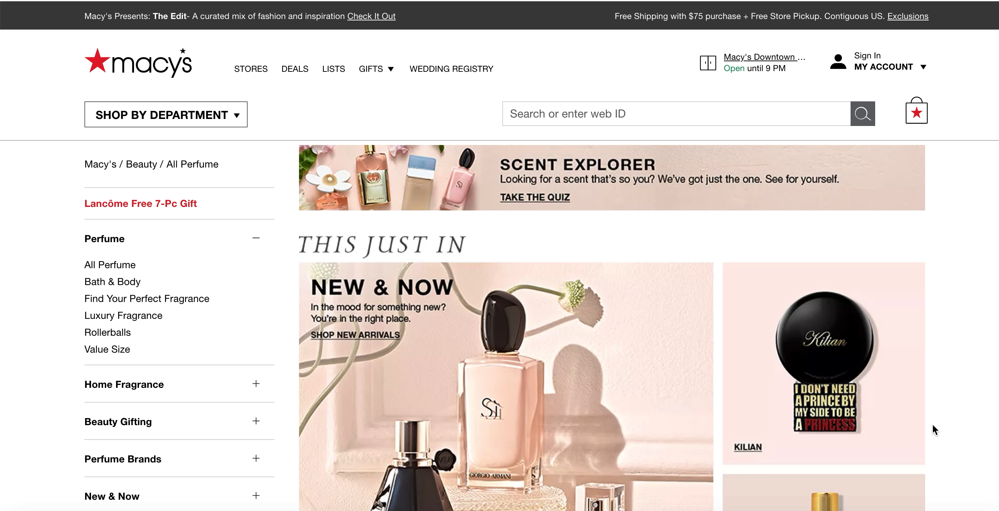 Macy's Presents: The Edit- A curated mix of fashion and inspiration Check It Out
Free Shipping with $75 purchase + Free Store Pickup. Contiguous US. Exclusions
macys
STORES DEALS LISTS GIFTS WEDDING REGISTRY
Macy's Downtown ...
Open until 9 PM
Sign In
MY ACCOUNT
SHOP BY DEPARTMENT
Search or enter web ID
Macy's / Beauty / All Perfume
Lancôme Free 7-Pc Gift
Perfume
All Perfume
Bath & Body
Find Your Perfect Fragrance
Luxury Fragrance
Rollerballs
Value Size
Home Fragrance
Beauty Gifting
Perfume Brands
New & Now
Sì
SCENT EXPLORER
Looking for a scent that's so you? We've got just the one. See for yourself.
TAKE THE QUIZ
THIS JUST IN
NEW & NOW
In the mood for something new?
You're in the right place.
SHOP NEW ARRIVALS
Sì
GIORGIO ARMANI
V&R
Kilian
I DON'T NEED
A PRINCE BY
MY SIDE TO BE
A PRINCESS
KILIAN